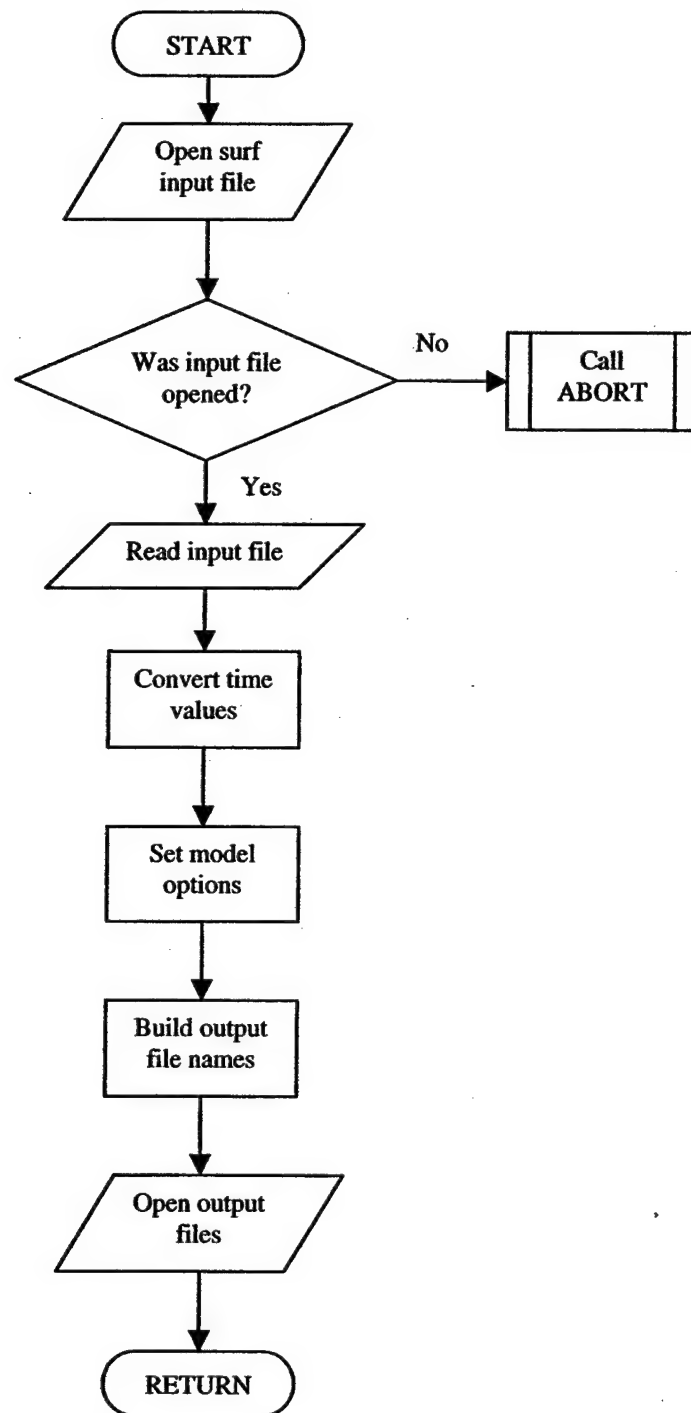 START
Open surf
input file
Was input file
opened?
No
Call
ABORT
Yes
Read input file
Convert time
values
Set model
options
Build output
file names
Open output
files
RETURN